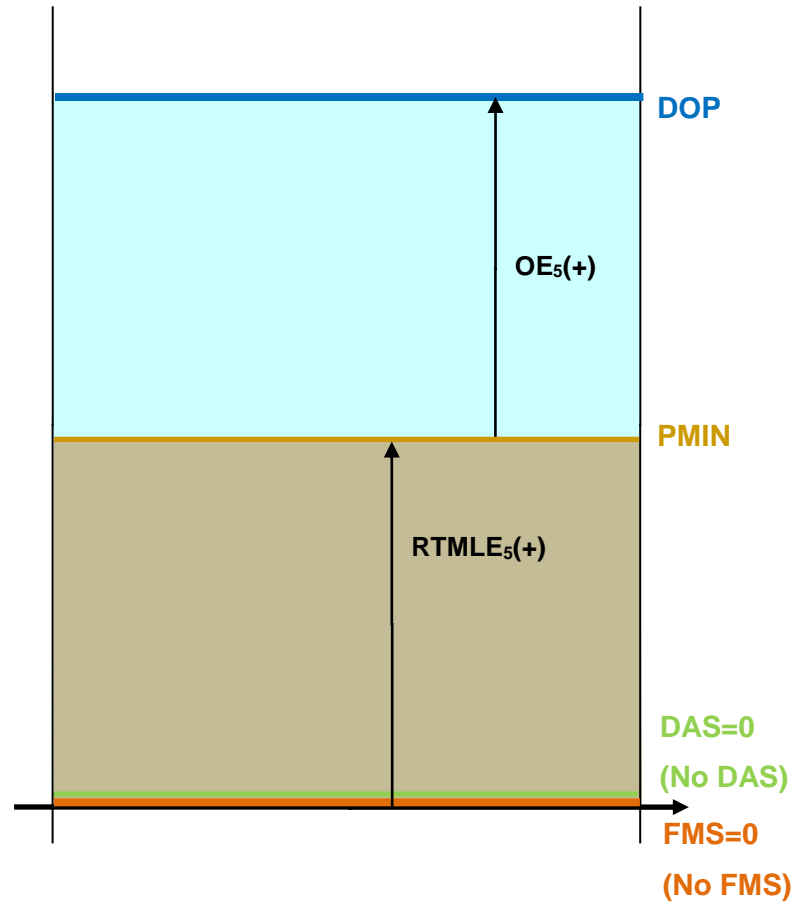 DOP
OE₅(+)
PMIN
RTMLE₅(+)
DAS=0
(No DAS)
FMS=0
(No FMS)